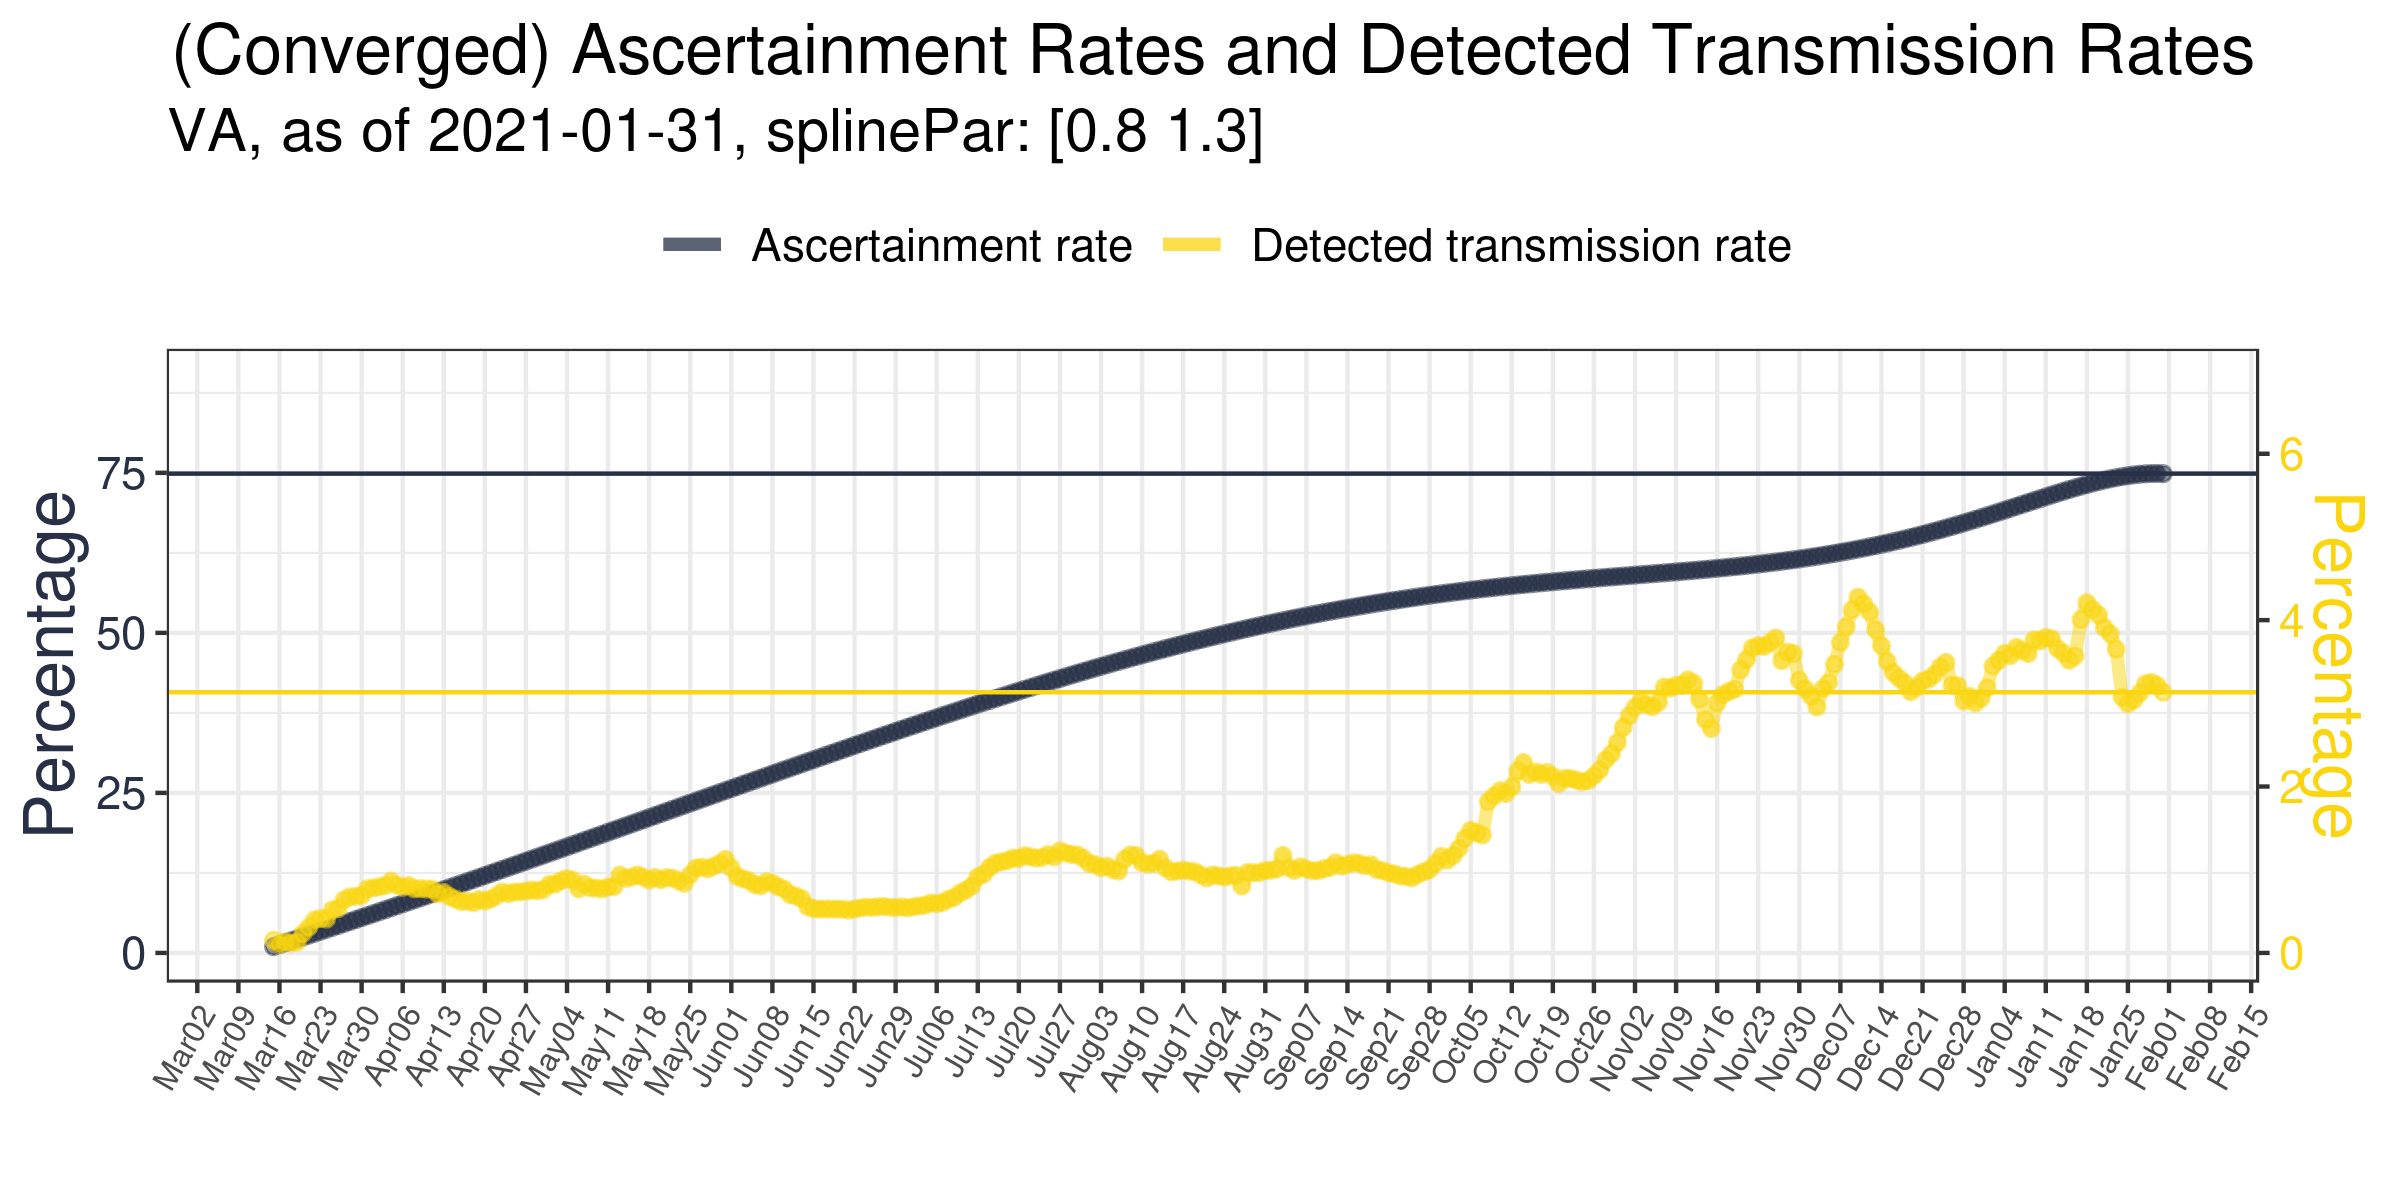 (Converged) Ascertainment Rates and Detected Transmission Rates
VA, as of 2021-01-31, splinePar: [0.8 1.3]
Ascertainment rate
Detected transmission rate
Percentage
75
50
25
0
6
4
2
0
Percentage
Mar02
Mar09
Mar16
Mar23
Mar30
Apr06
Apr13
Apr20
Apr27
May04
May11
May18
May25
Jun01
Jun08
Jun15
Jun22
Jun29
Jul06
Jul13
Jul20
Jul27
Aug03
Aug10
Aug17
Aug24
Aug31
Sep07
Sep14
Sep21
Sep28
Oct05
Oct12
Oct19
Oct26
Nov02
Nov09
Nov16
Nov23
Nov30
Dec07
Dec14
Dec21
Dec28
Jan04
Jan11
Jan18
Jan25
Feb01
Feb08
Feb15